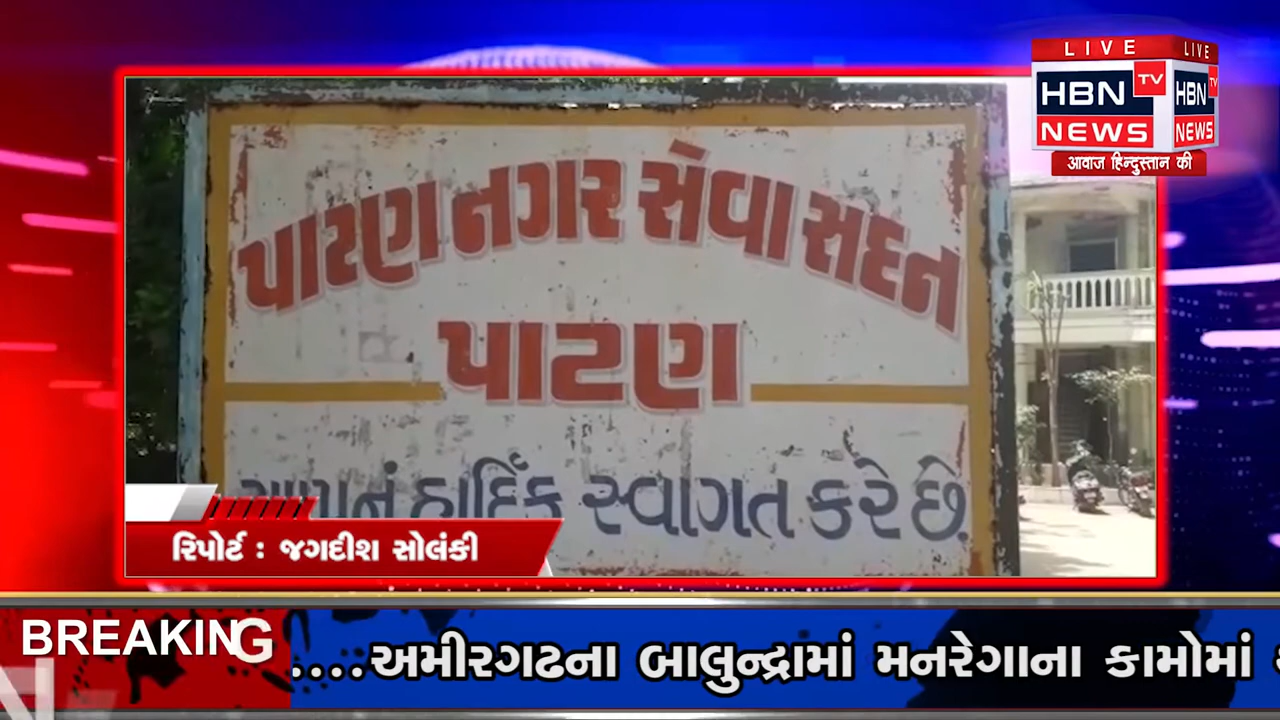 LIVE
LIVE
HBN TV
NEWS
HBN TV
NEWS
आवाज हिन्दुस्तान की
પાટણ નગર સેવા સદન
પાટણ
હાર્દિક સ્વાગત કરે છે.
રિપોર્ટ : જગદીશ સોલંકી
BREAKING
....અમીરગઢના બાલુન્દ્રામાં મનરેગાના કામોમાં